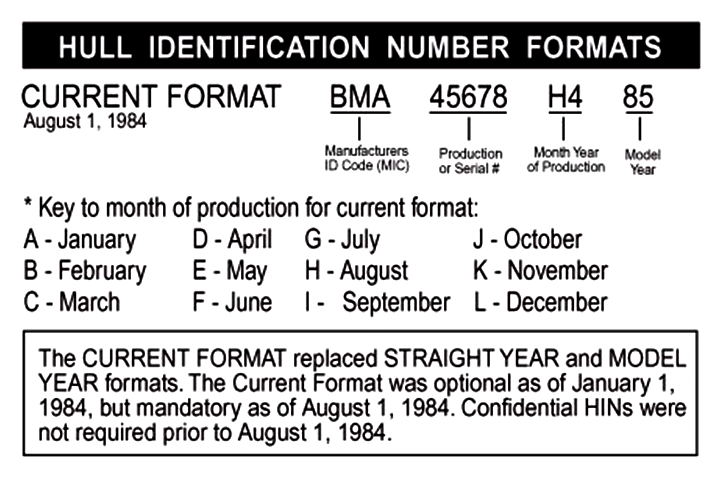 HULL IDENTIFICATION NUMBER FORMATS
CURRENT FORMAT BMA 45678 H4 85
August 1, 1984
Manufacturers ID Code (MIC)
Production or Serial #
Month Year of Production
Model Year
* Key to month of production for current format:
A - January D - April G - July J - October
B - February E - May H - August K - November
C - March F - June I - September L - December
The CURRENT FORMAT replaced STRAIGHT YEAR and MODEL
YEAR formats. The Current Format was optional as of January 1,
1984, but mandatory as of August 1, 1984. Confidential HINs were
not required prior to August 1, 1984.